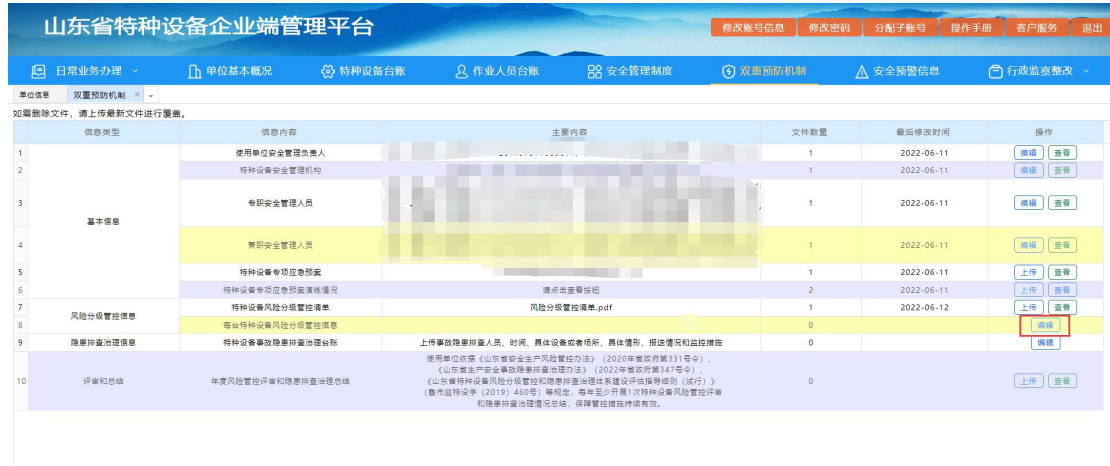 山东省特种设备企业端管理平台
修改账号信息 修改密码 分配子账号 操作手册 客户服务 退出
日常业务办理 单位基本概况 特种设备台账 作业人员台账 安全管理制度 双重预防机制 安全预警信息 行政监察整改
单位信息 双重预防机制 ×
如需删除文件，请上传最新文件进行覆盖。
信息类型 信息内容 主要内容 文件数量 最后修改时间 操作
1 使用单位安全管理负责人 1 2022-06-11 编辑 查看
2 特种设备安全管理机构 1 2022-06-11 编辑 查看
3 专职安全管理人员 1 2022-06-11 编辑 查看
基本信息
4 兼职安全管理人员 1 2022-06-11 编辑 查看
5 特种设备专项应急预案 1 2022-06-11 上传 查看
6 特种设备专项应急预案演练情况 请点击查看按钮 2 2022-06-11 上传 查看
7 特种设备风险分级管控清单 风险分级管控清单.pdf 1 2022-06-12 上传 查看
风险分级管控信息
8 每台特种设备风险分级管控信息 0 编辑
9 隐患排查治理信息 特种设备事故隐患排查治理台账 上传事故隐患排查人员、时间、具体设备或者场所、具体情形、报送情况和监控措施 0 编辑
使用单位依据《山东省安全生产风险管控办法》（2020年省政府第331号令）、
《山东省生产安全事故隐患排查治理办法》（2022年省政府第347号令）、
10 评审和总结 年度风险管控评审和隐患排查治理总结 《山东省特种设备风险分级管控和隐患排查治理体系建设评估指导细则（试行）》 0 上传 查看
（鲁市监特设字（2019）460号）等规定，每年至少开展1次特种设备风险管控评审
和隐患排查治理情况总结，保障管控措施持续有效。